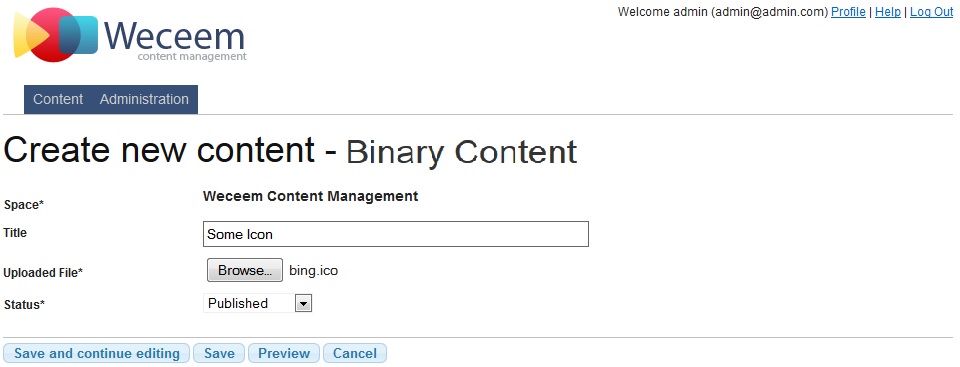 Welcome admin (admin@admin.com) Profile | Help | Log Out
Weceem
content management
Content Administration
Create new content - Binary Content
Space* Weceem Content Management
Title Some Icon
Uploaded File* Browse... bing.ico
Status* Published
Save and continue editing Save Preview Cancel